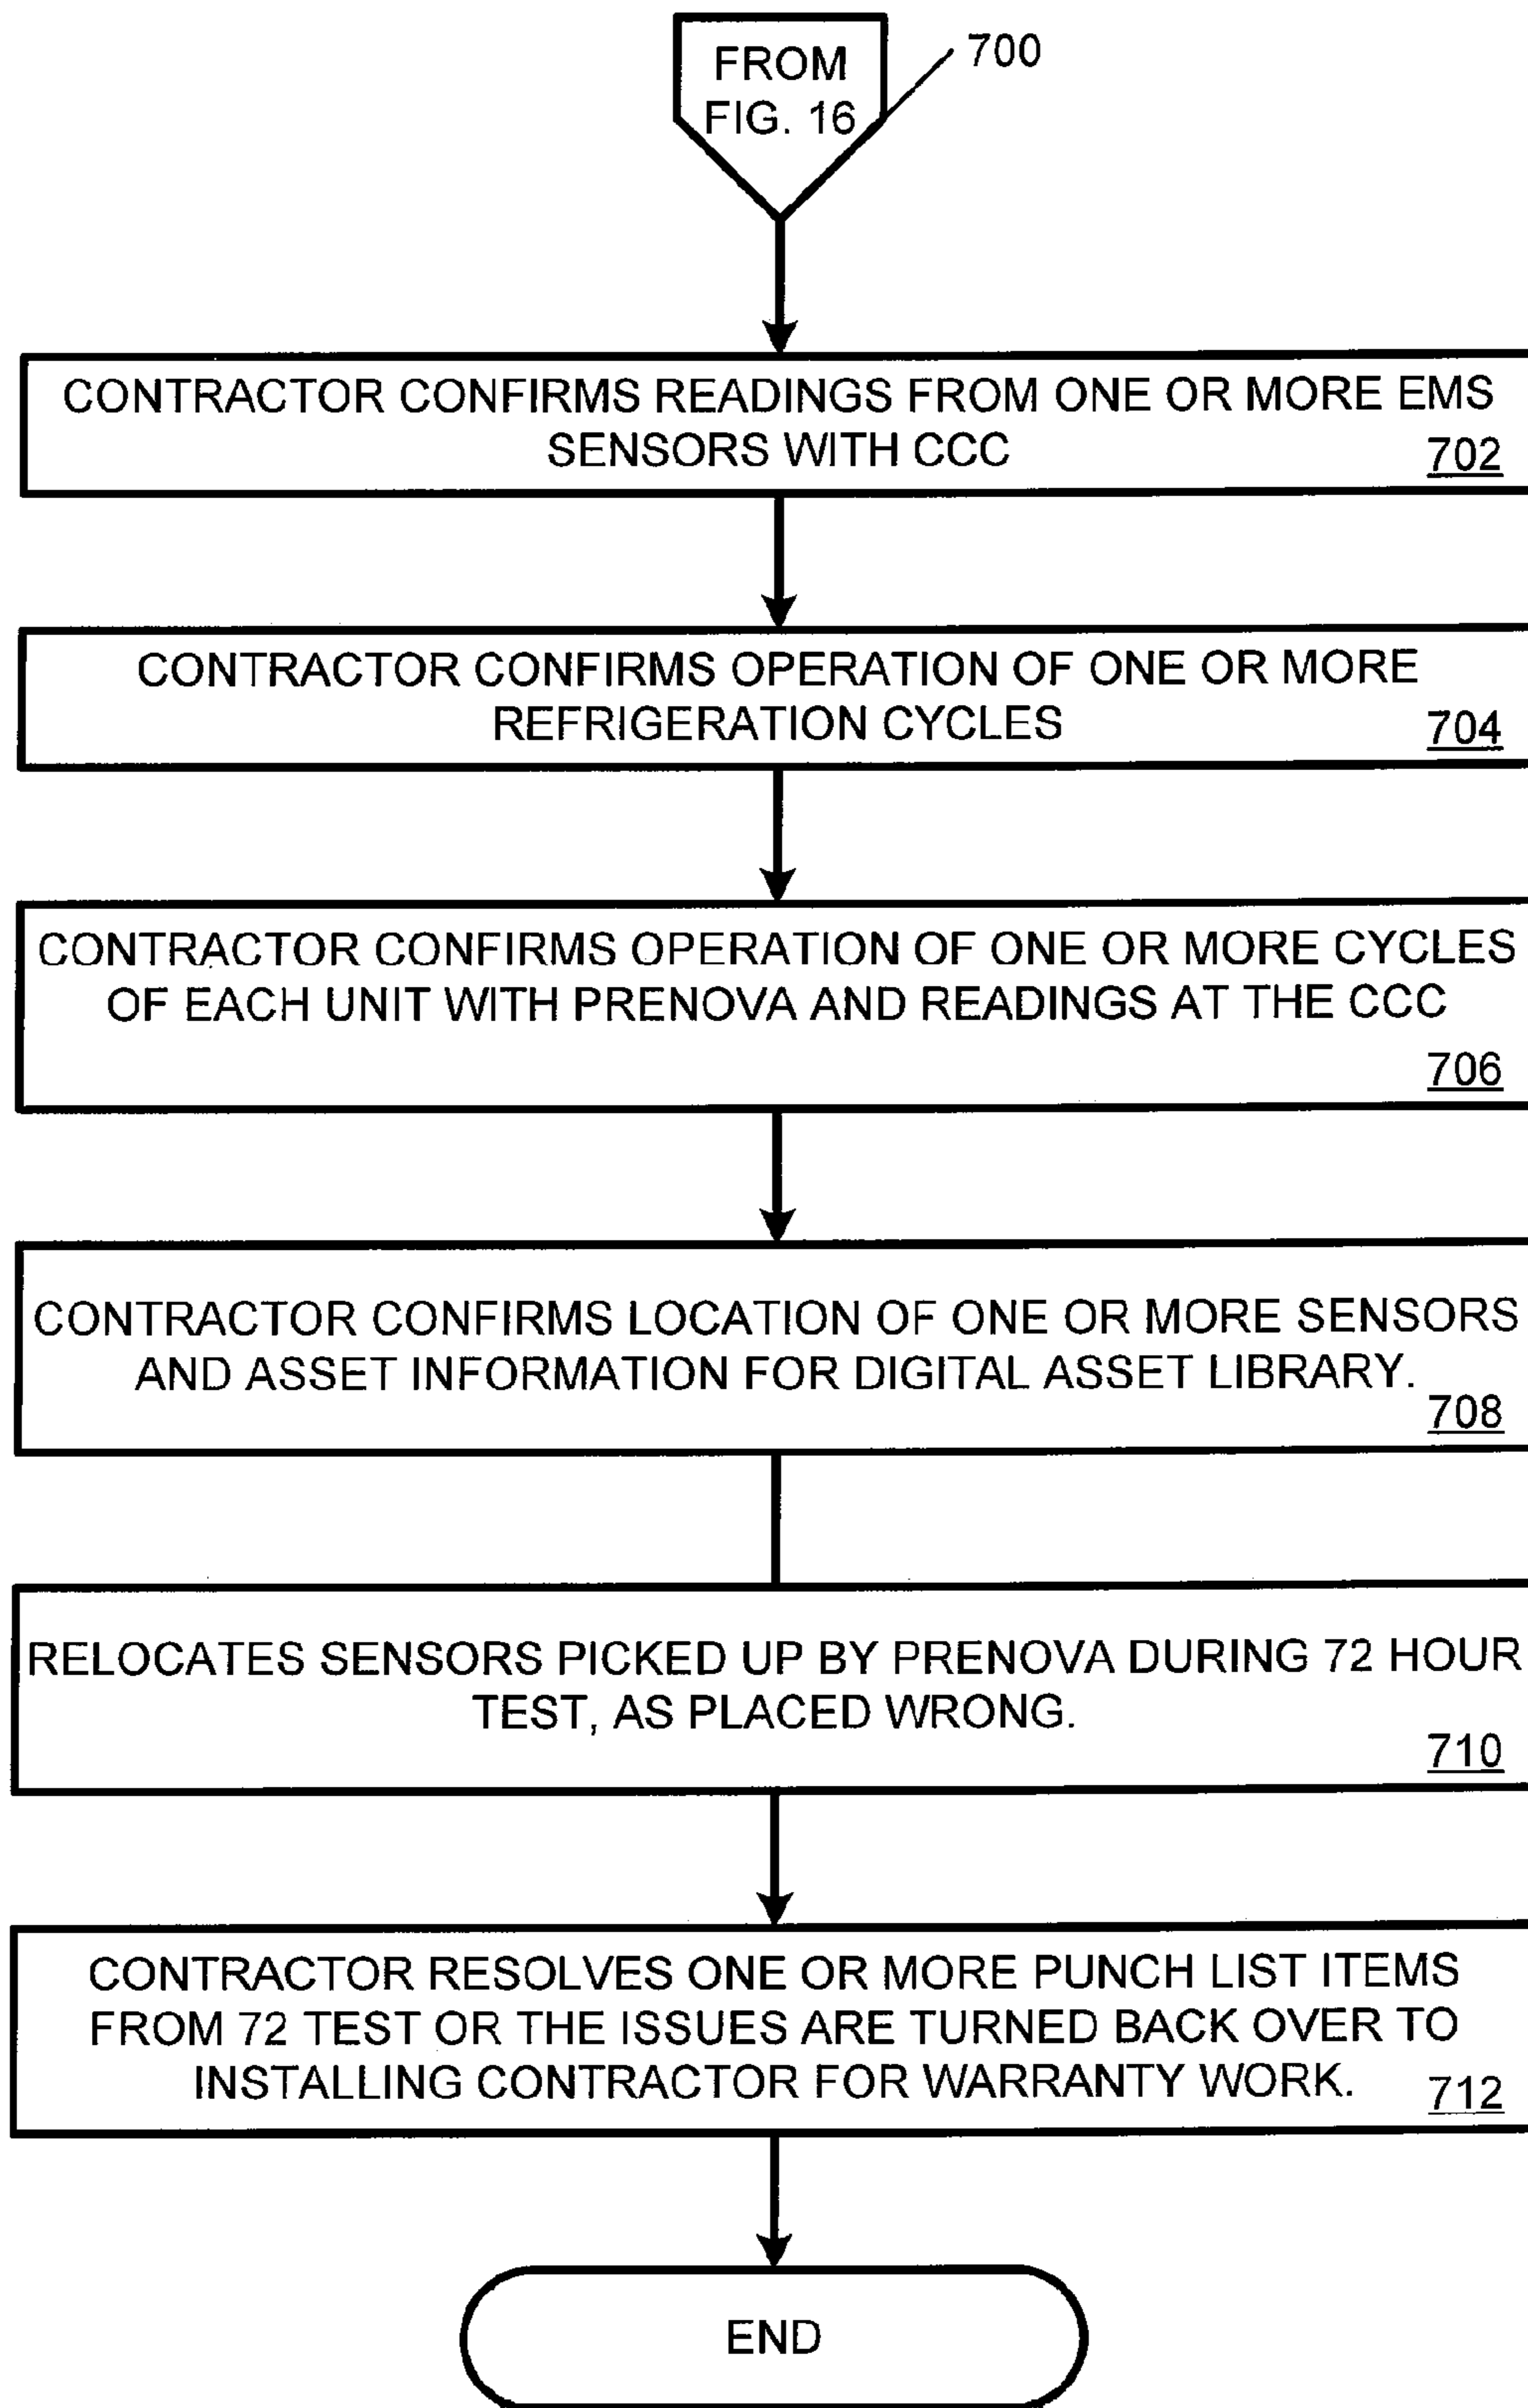 FROM
FIG. 16
700
CONTRACTOR CONFIRMS READINGS FROM ONE OR MORE EMS
SENSORS WITH CCC
702
CONTRACTOR CONFIRMS OPERATION OF ONE OR MORE
REFRIGERATION CYCLES
704
CONTRACTOR CONFIRMS OPERATION OF ONE OR MORE CYCLES
OF EACH UNIT WITH PRENOVA AND READINGS AT THE CCC
706
CONTRACTOR CONFIRMS LOCATION OF ONE OR MORE SENSORS
AND ASSET INFORMATION FOR DIGITAL ASSET LIBRARY.
708
RELOCATES SENSORS PICKED UP BY PRENOVA DURING 72 HOUR
TEST, AS PLACED WRONG.
710
CONTRACTOR RESOLVES ONE OR MORE PUNCH LIST ITEMS
FROM 72 TEST OR THE ISSUES ARE TURNED BACK OVER TO
INSTALLING CONTRACTOR FOR WARRANTY WORK.
712
END